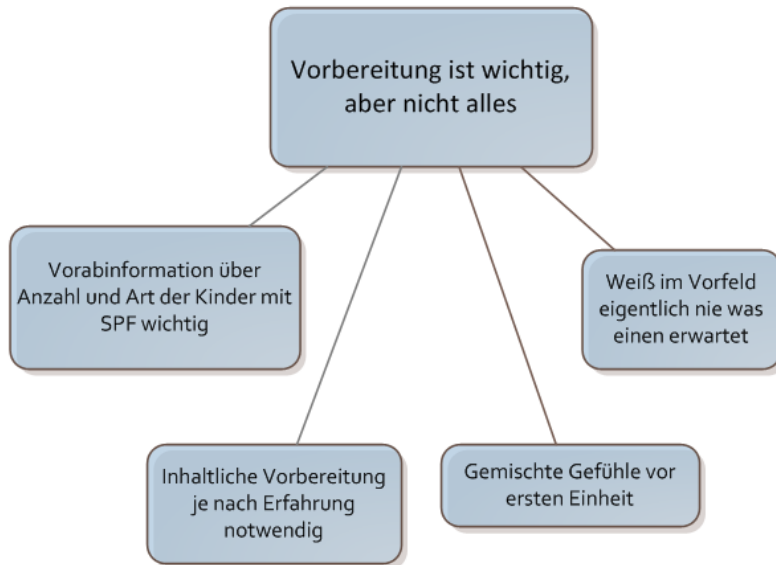 Vorbereitung ist wichtig,
aber nicht alles
Vorabinformation über
Anzahl und Art der Kinder mit
SPF wichtig
Weiß im Vorfeld
eigentlich nie was
einen erwartet
Inhaltliche Vorbereitung
je nach Erfahrung
notwendig
Gemischte Gefühle vor
ersten Einheit